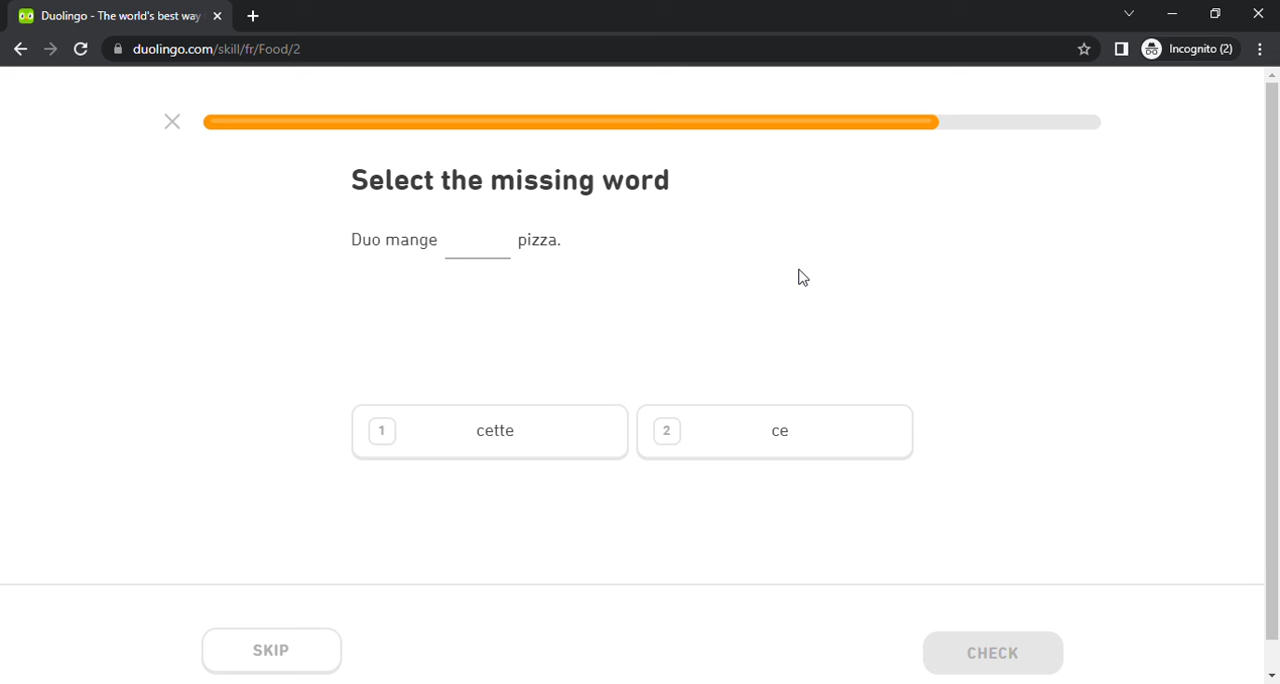 Duolingo - The world's best way
duolingo.com/skill/fr/Food/2
Incognito (2)
Select the missing word
Duo mange ______ pizza.
1 cette
2 ce
SKIP
CHECK